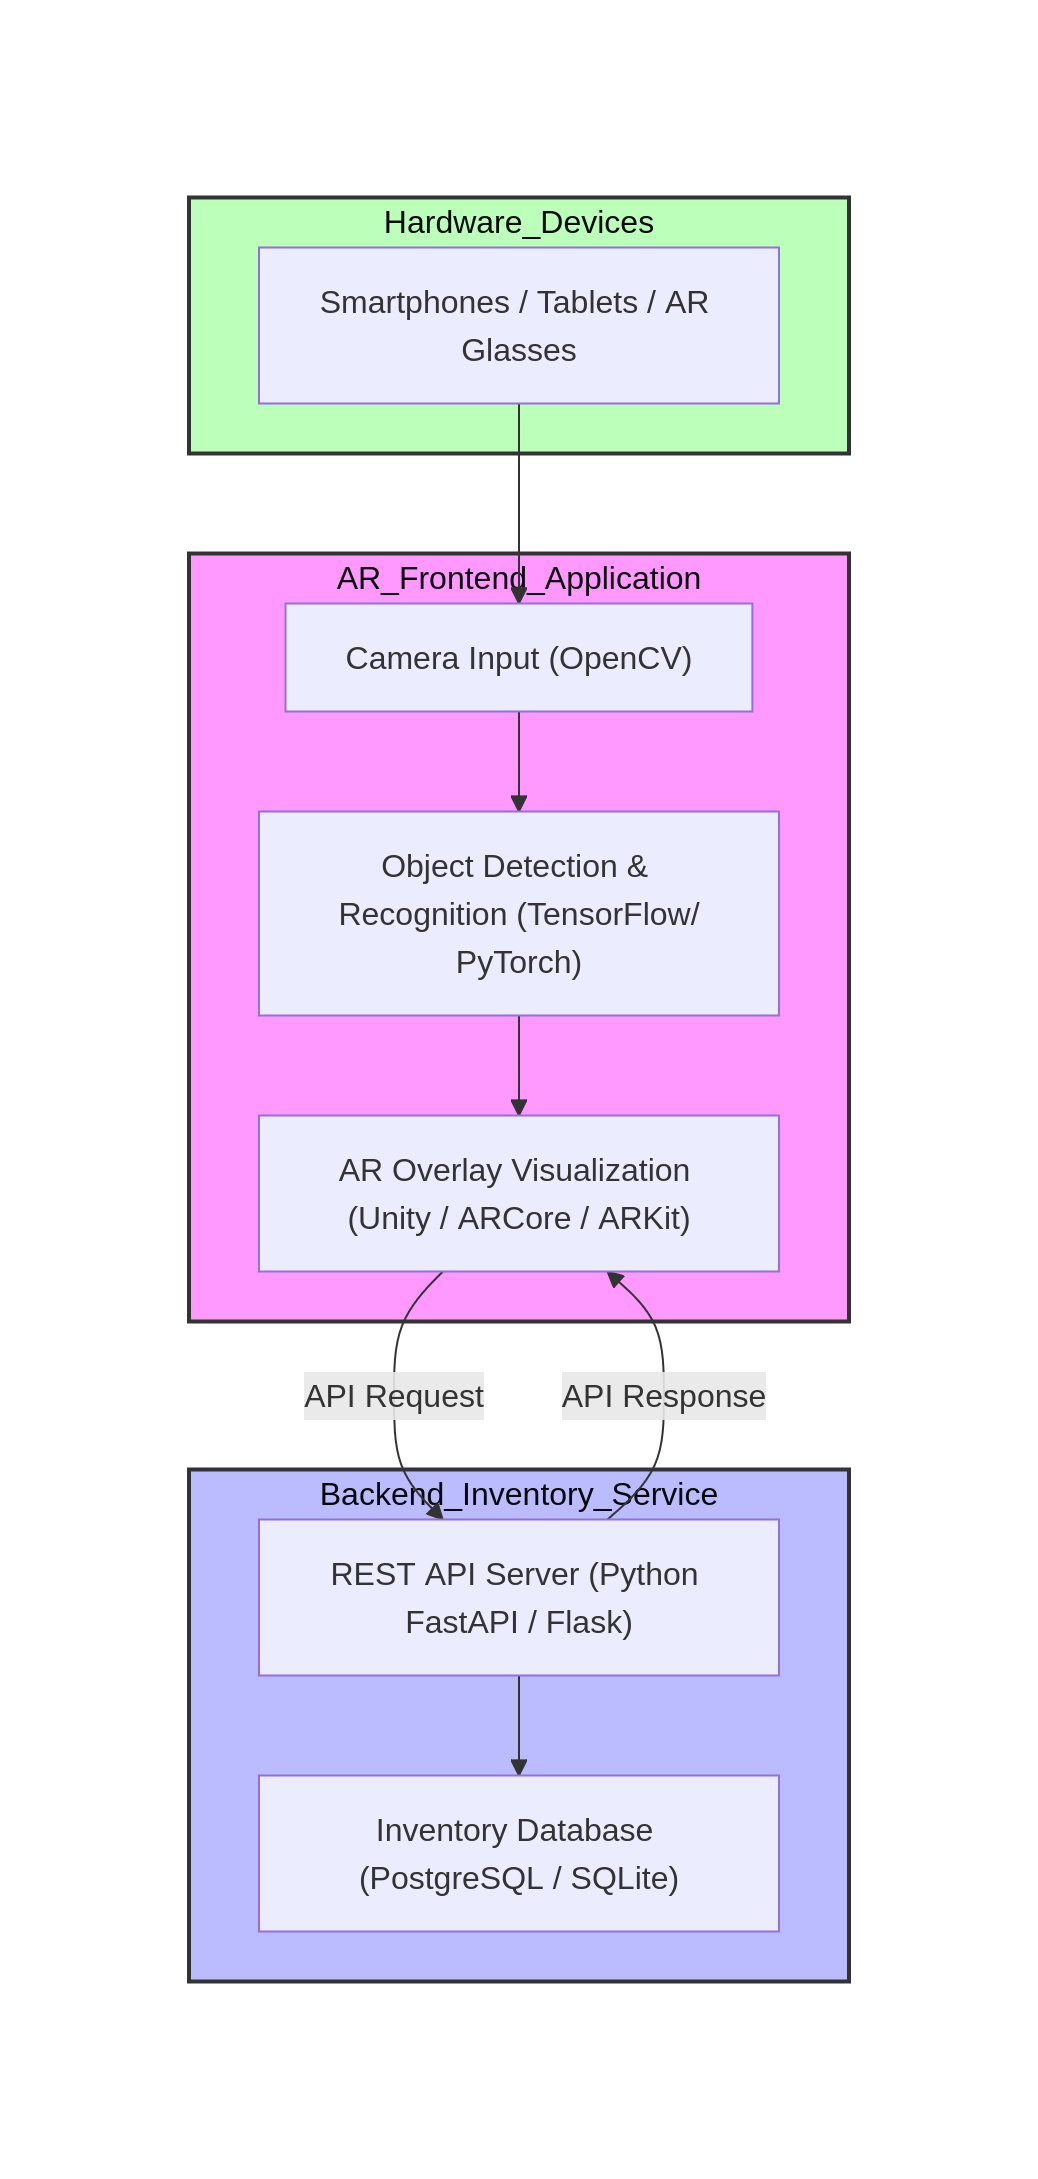 Hardware_Devices
Smartphones / Tablets / AR
Glasses
AR_Frontend_Application
Camera Input (OpenCV)
Object Detection &
Recognition (TensorFlow/
PyTorch)
AR Overlay Visualization
(Unity / ARCore / ARKit)
API Request
API Response
Backend_Inventory_Service
REST API Server (Python
FastAPI / Flask)
Inventory Database
(PostgreSQL / SQLite)